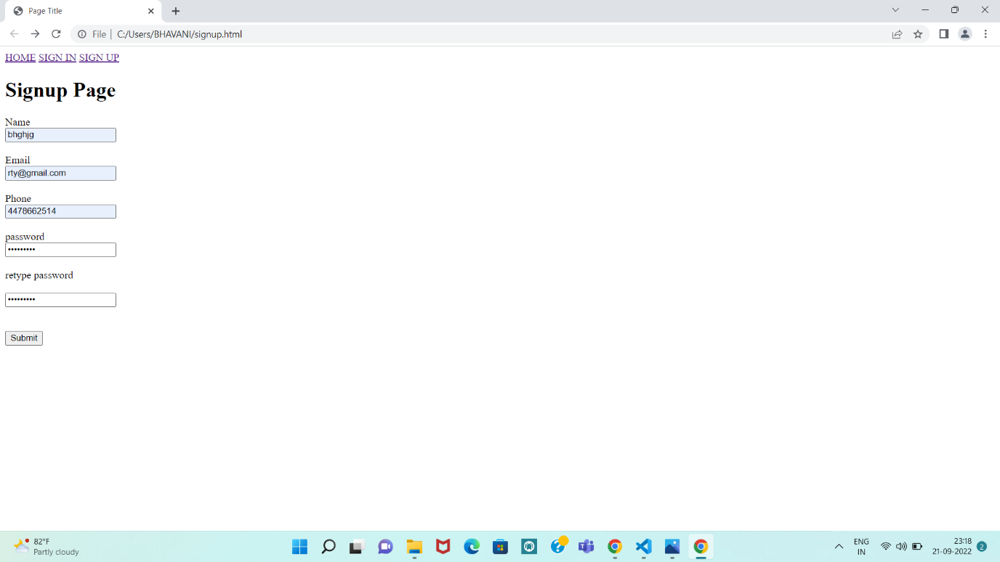 Page Title
File | C:/Users/BHAVANI/signup.html
HOME SIGN IN SIGN UP
Signup Page
Name
bhghjg
Email
rty@gmail.com
Phone
4478662514
password
•••••••••
retype password
•••••••••
Submit
82°F
Partly cloudy
ENG
IN
23:18
21-09-2022
2